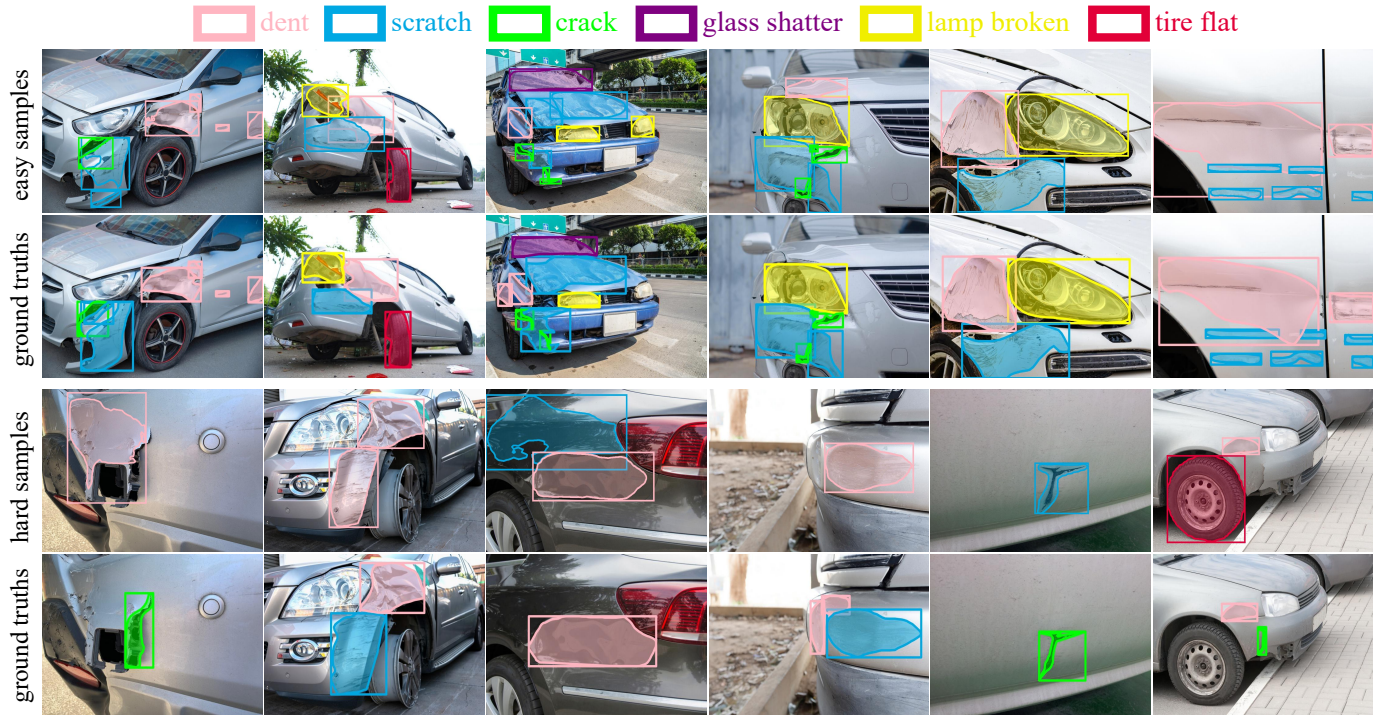 dent scratch crack glass shatter lamp broken tire flat
easy samples
ground truths
hard samples
ground truths